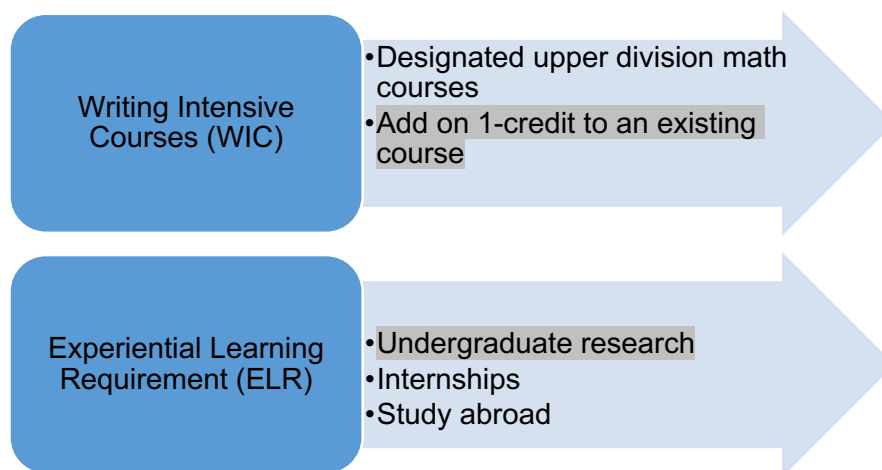 Writing Intensive
Courses (WIC)
•Designated upper division math
courses
•Add on 1-credit to an existing
course
Experiential Learning
Requirement (ELR)
•Undergraduate research
•Internships
•Study abroad